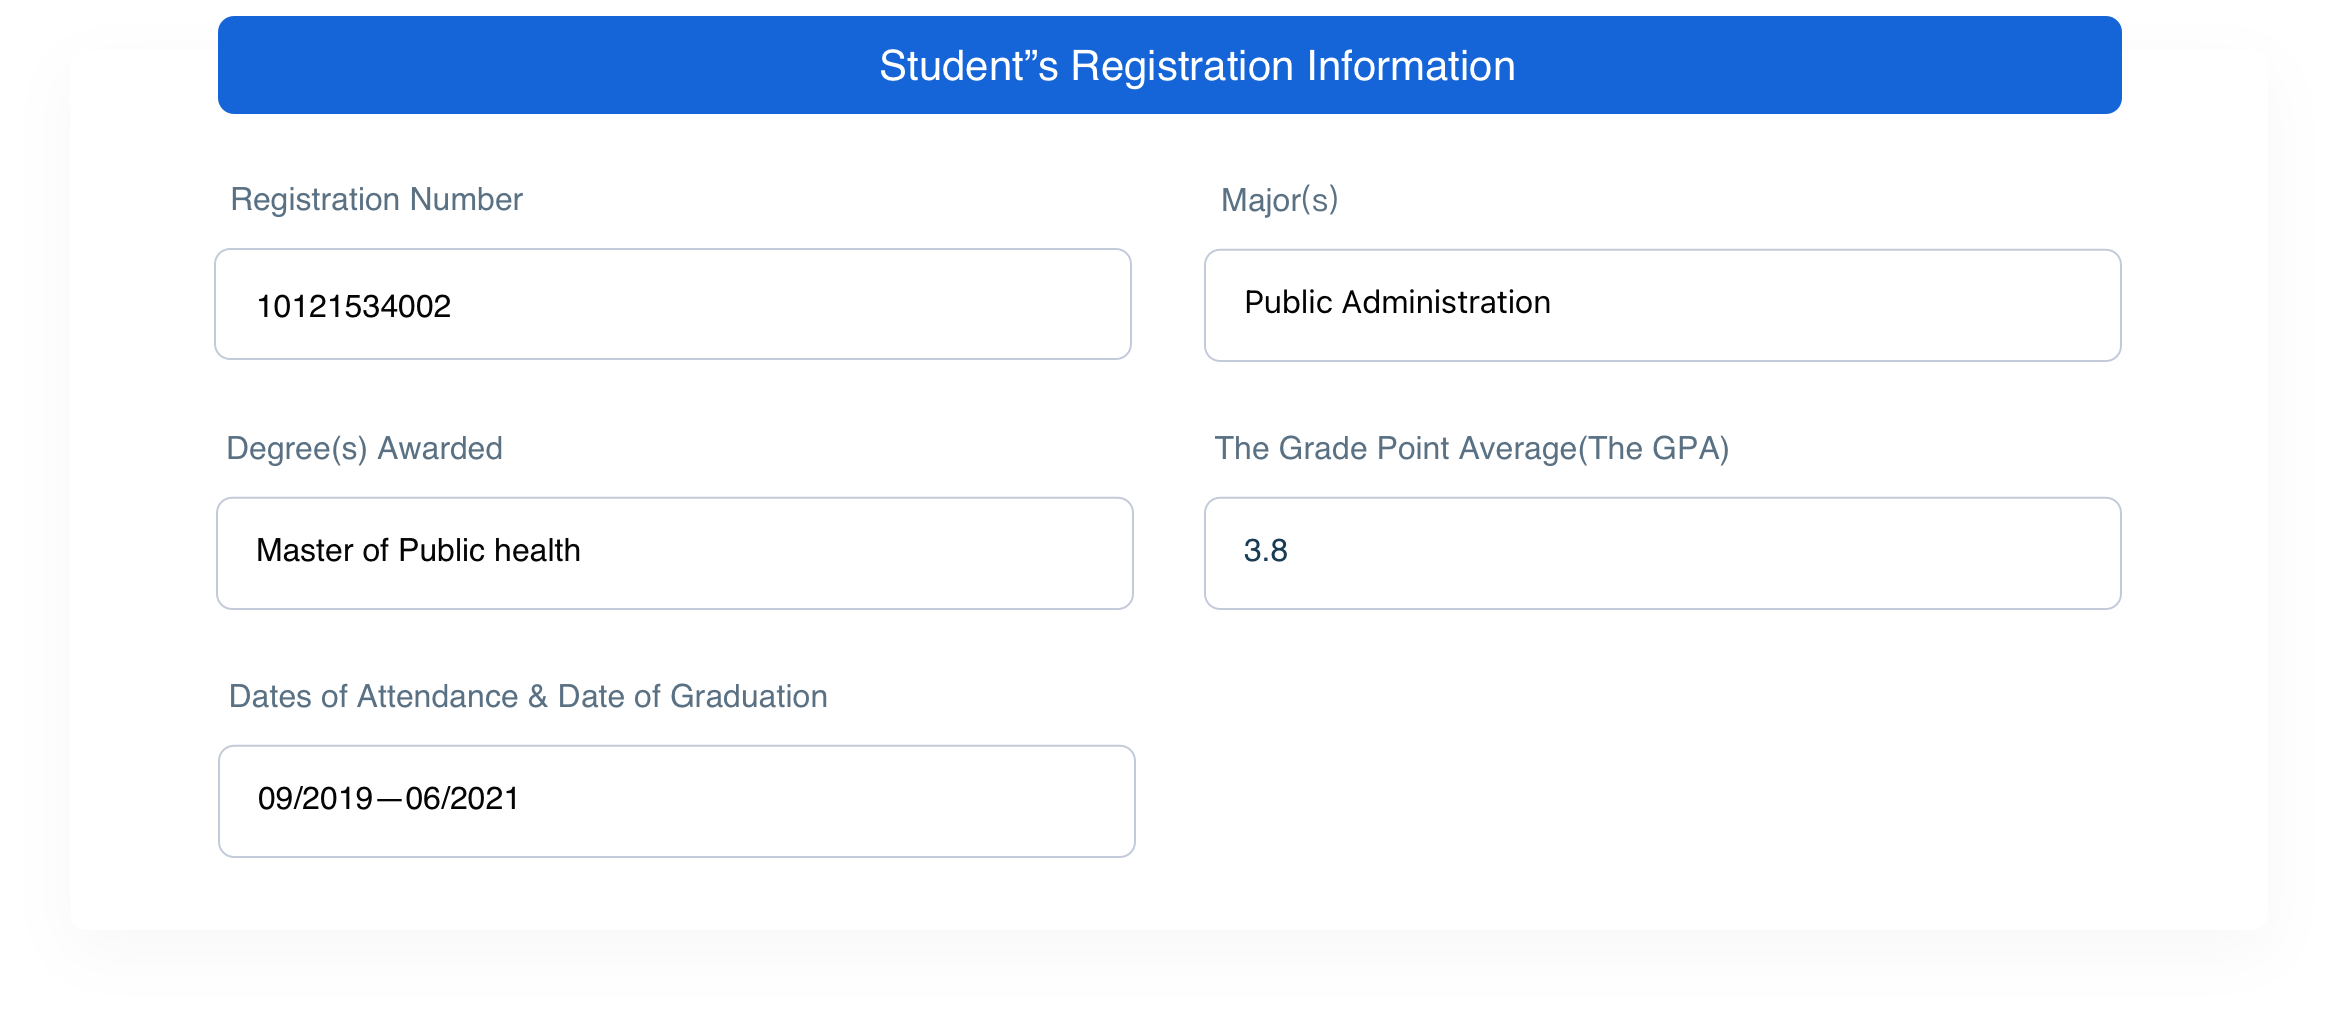 Student”s Registration Information
Registration Number
Major(s)
10121534002
Public Administration
Degree(s) Awarded
The Grade Point Average(The GPA)
Master of Public health
3.8
Dates of Attendance & Date of Graduation
09/2019—06/2021